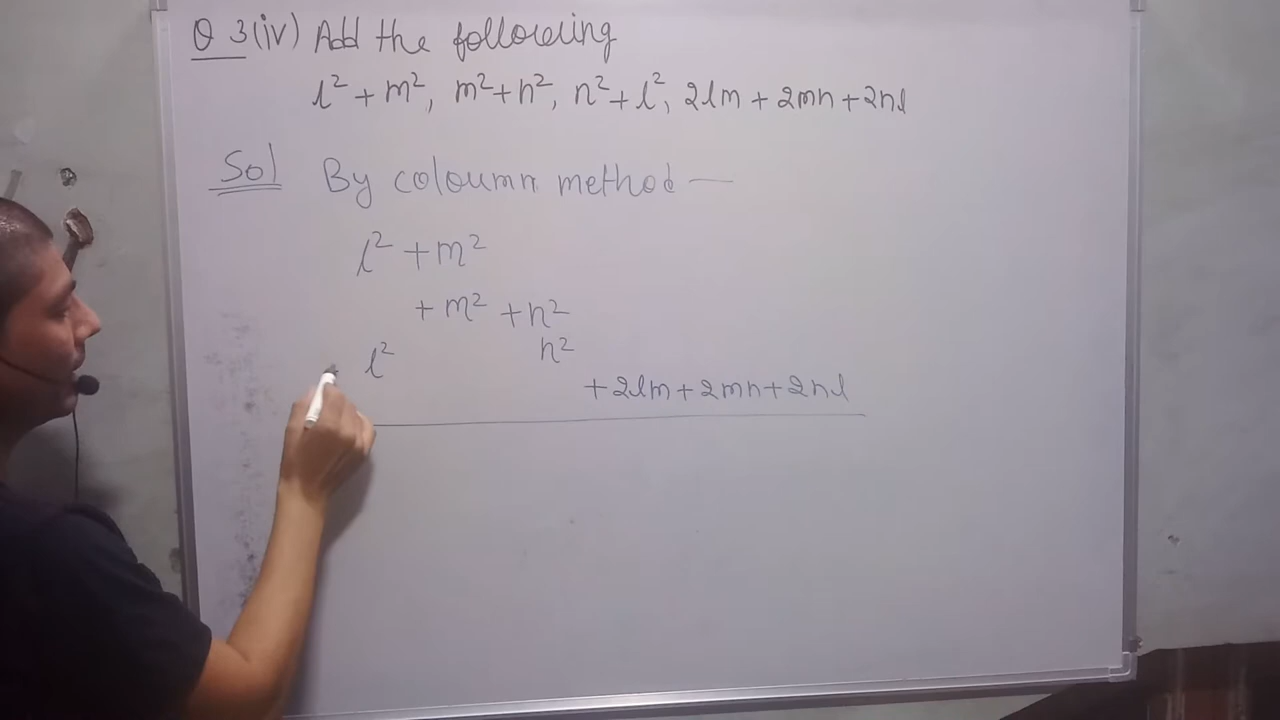 Q 3(iv) Add the following
l² + m², m² + n², n² + l², 2lm + 2mn + 2nl
Sol By coloumn method —
l² + m²
+ m² + n²
l² n²
+ 2lm + 2mn + 2nl